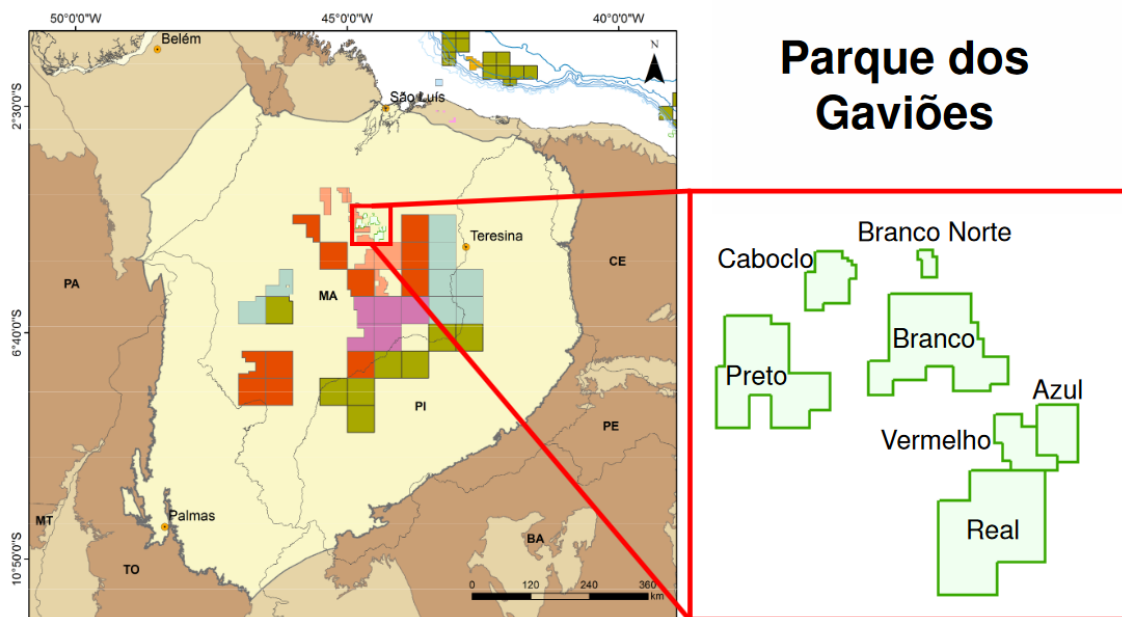 50°0'0"W
45°00'0"W
40°0'0"W
Belém
N
São Luís
2°30'0"S
Teresina
PA
MA
CE
6°40'0"S
PI
PE
Palmas
MT
TO
BA
10°50'0"S
0 120 240 360
km
Parque dos
Gaviões
Branco Norte
Caboclo
Branco
Preto
Azul
Vermelho
Real